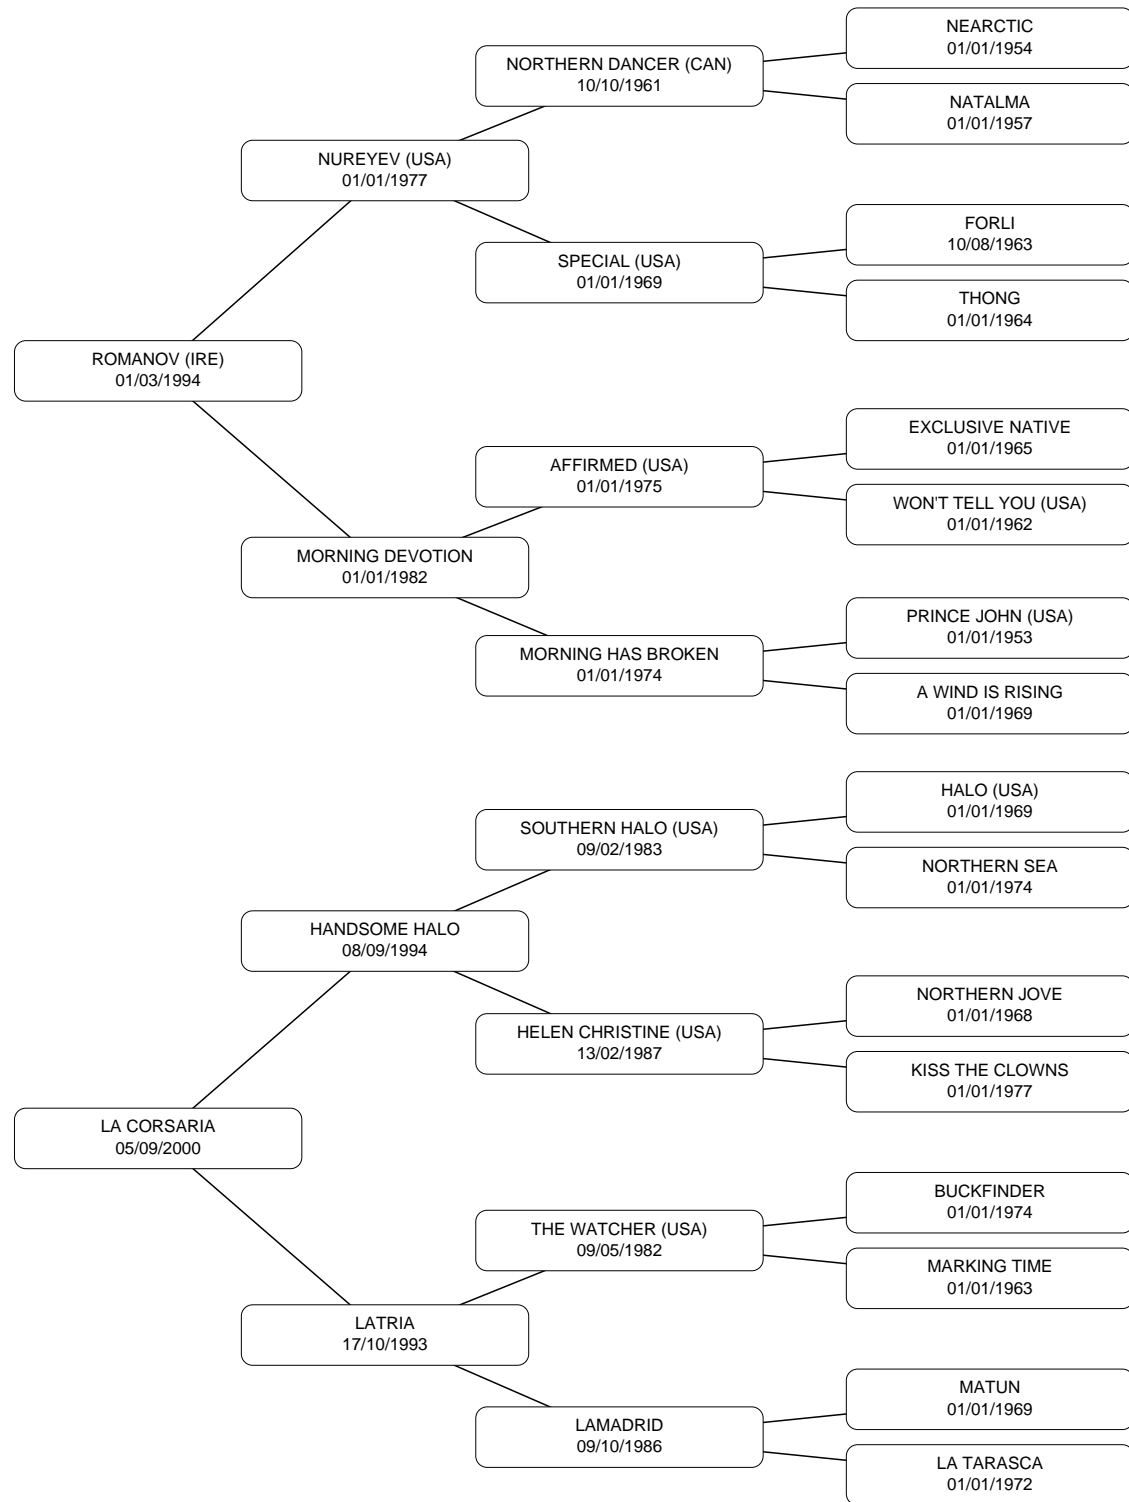 NEARCTIC
01/01/1954
NORTHERN DANCER (CAN)
10/10/1961
NATALMA
01/01/1957
NUREYEV (USA)
01/01/1977
FORLI
10/08/1963
SPECIAL (USA)
01/01/1969
THONG
01/01/1964
ROMANOV (IRE)
01/03/1994
EXCLUSIVE NATIVE
01/01/1965
AFFIRMED (USA)
01/01/1975
WON'T TELL YOU (USA)
01/01/1962
MORNING DEVOTION
01/01/1982
PRINCE JOHN (USA)
01/01/1953
MORNING HAS BROKEN
01/01/1974
A WIND IS RISING
01/01/1969
HALO (USA)
01/01/1969
SOUTHERN HALO (USA)
09/02/1983
NORTHERN SEA
01/01/1974
HANDSOME HALO
08/09/1994
NORTHERN JOVE
01/01/1968
HELEN CHRISTINE (USA)
13/02/1987
KISS THE CLOWNS
01/01/1977
LA CORSARIA
05/09/2000
BUCKFINDER
01/01/1974
THE WATCHER (USA)
09/05/1982
MARKING TIME
01/01/1963
LATRIA
17/10/1993
MATUN
01/01/1969
LAMADRID
09/10/1986
LA TARASCA
01/01/1972